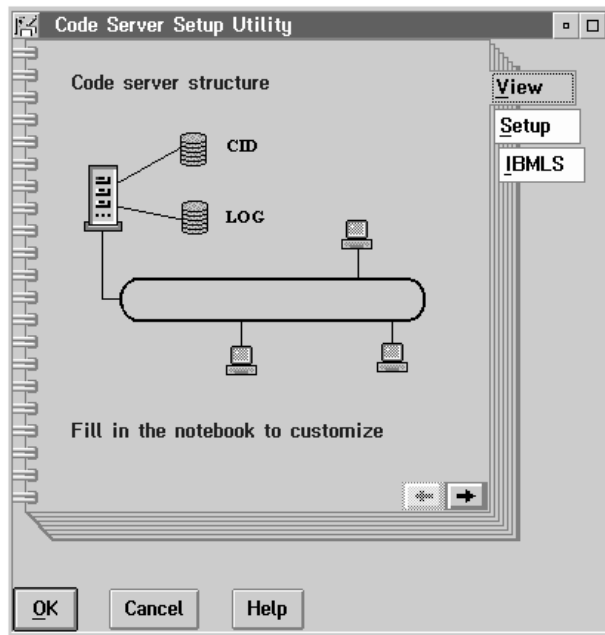 Code Server Setup Utility
Code server structure
View
Setup
IBMLS
CID
LOG
Fill in the notebook to customize
OK
Cancel
Help